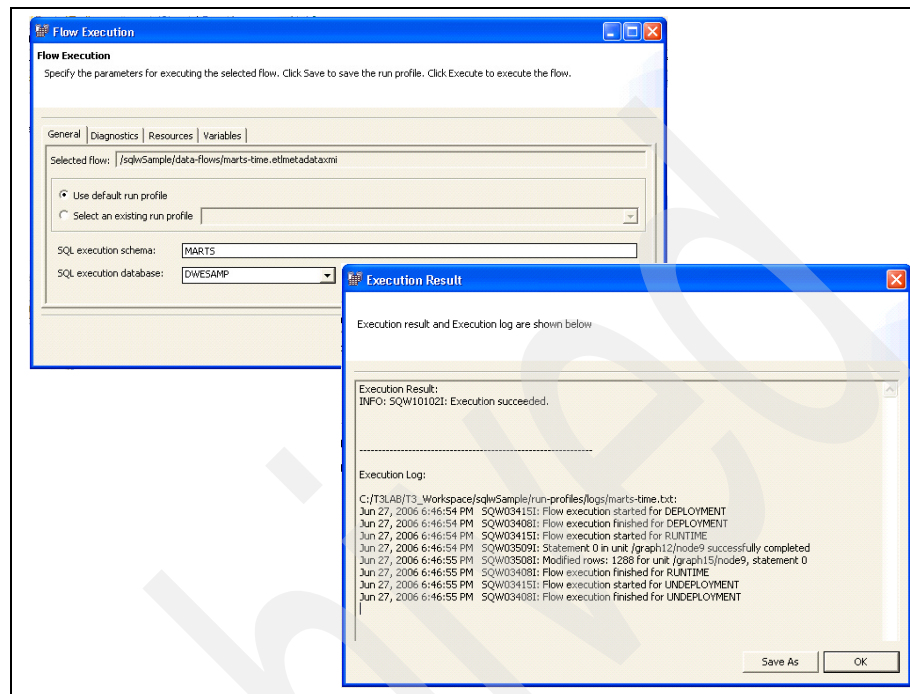 Flow Execution
Flow Execution
Specify the parameters for executing the selected flow. Click Save to save the run profile. Click Execute to execute the flow.
General Diagnostics Resources Variables
Selected flow: /sqlwSample/data-flows/marts-time.etlmetadataxmi
Use default run profile
Select an existing run profile
SQL execution schema: MARTS
SQL execution database: DWESAMP
Execution Result
Execution result and Execution log are shown below
Execution Result:
INFO: SQW10102I: Execution succeeded.
---------------------------------------------------------------
Execution Log:
C:/T3LAB/T3_Workspace/sqlwSample/run-profiles/logs/marts-time.txt:
Jun 27, 2006 6:46:54 PM SQW03415I: Flow execution started for DEPLOYMENT
Jun 27, 2006 6:46:54 PM SQW03408I: Flow execution finished for DEPLOYMENT
Jun 27, 2006 6:46:54 PM SQW03415I: Flow execution started for RUNTIME
Jun 27, 2006 6:46:54 PM SQW03509I: Statement 0 in unit /graph12/node9 successfully completed
Jun 27, 2006 6:46:55 PM SQW03508I: Modified rows: 1288 for unit /graph15/node9, statement 0
Jun 27, 2006 6:46:55 PM SQW03408I: Flow execution finished for RUNTIME
Jun 27, 2006 6:46:55 PM SQW03415I: Flow execution started for UNDEPLOYMENT
Jun 27, 2006 6:46:55 PM SQW03408I: Flow execution finished for UNDEPLOYMENT
Save As OK
hived